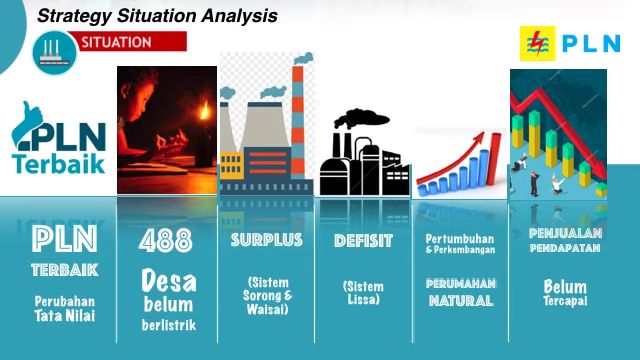 Strategy Situation Analysis
SITUATION
PLN
PLN
Terbaik
PLN
TERBAIK
Perubahan
Tata Nilai
488
Desa
belum
berlistrik
SURPLUS
(Sistem
Sorong &
Waisai)
DEFISIT
(Sistem
Lissa)
Pertumbuhan
& Perkembangan
PERUMAHAN
NATURAL
PENJUALAN
PENDAPATAN
Belum
Tercapai